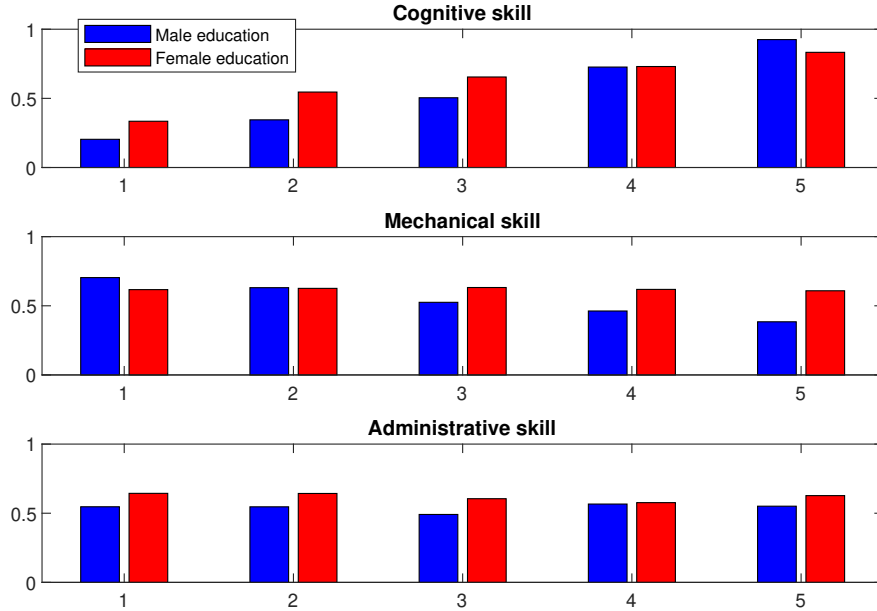 Cognitive skill
1
Male education
Female education
0.5
0
1 2 3 4 5
Mechanical skill
1
0.5
0
1 2 3 4 5
Administrative skill
1
0.5
0
1 2 3 4 5